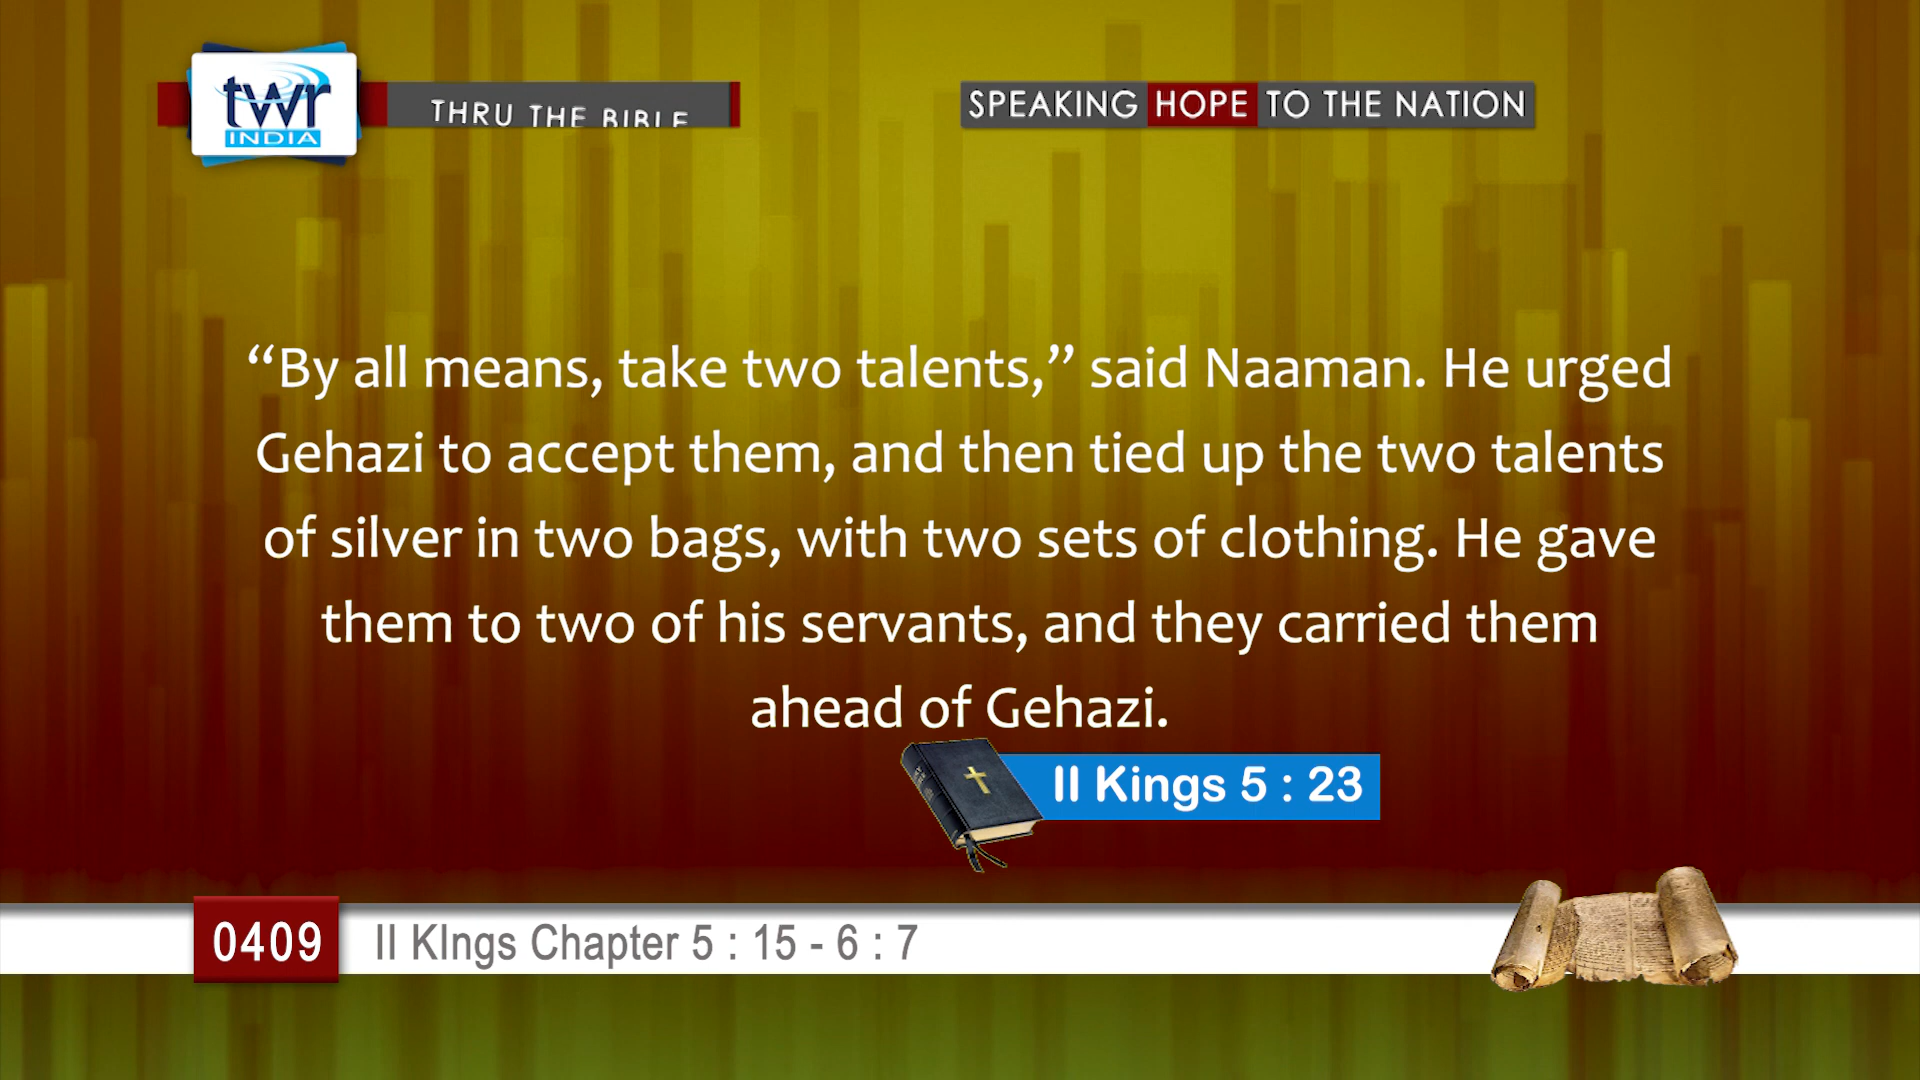 twr
INDIA
THRU THE BIBLE
SPEAKING HOPE TO THE NATION
“By all means, take two talents,” said Naaman. He urged
Gehazi to accept them, and then tied up the two talents
of silver in two bags, with two sets of clothing. He gave
them to two of his servants, and they carried them
ahead of Gehazi.
II Kings 5 : 23
0409
II KIngs Chapter 5 : 15 - 6 : 7